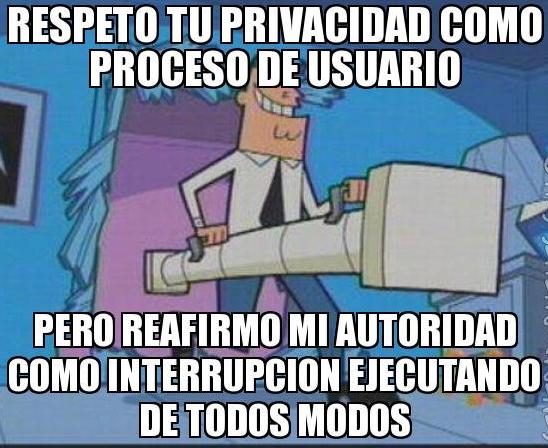 RESPETO TU PRIVACIDAD COMO
PROCESO DE USUARIO
PERO REAFIRMO MI AUTORIDAD
COMO INTERRUPCION EJECUTANDO
DE TODOS MODOS